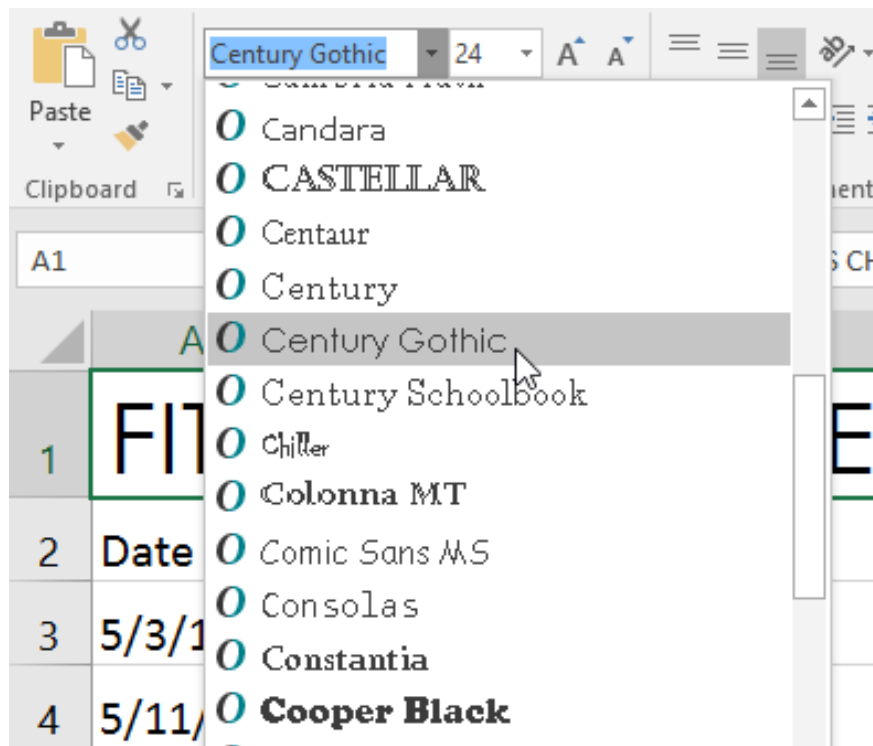 Century Gothic 24 A A
Paste
Clipboard
A1
Candara
CASTELLAR
Centaur
Century
Century Gothic
Century Schoolbook
Chiller
Colonna MT
Comic Sans MS
Consolas
Constantia
Cooper Black
A
1 FIT E
2 Date
3 5/3/1
4 5/11/